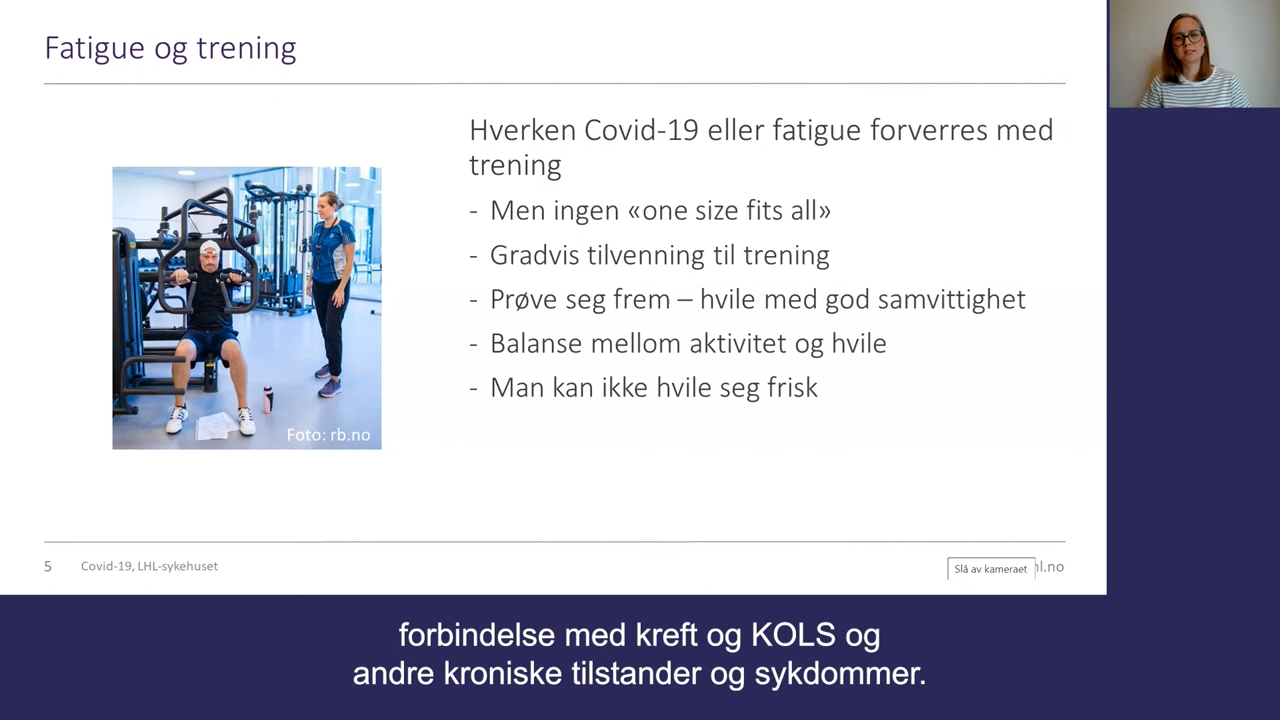 Fatigue og trening
Hverken Covid-19 eller fatigue forverres med
trening
- Men ingen «one size fits all»
- Gradvis tilvenning til trening
- Prøve seg frem – hvile med god samvittighet
- Balanse mellom aktivitet og hvile
- Man kan ikke hvile seg frisk
Foto: rb.no
5 Covid-19, LHL-sykehuset
Slå av kameraet
forbindelse med kreft og KOLS og
andre kroniske tilstander og sykdommer.